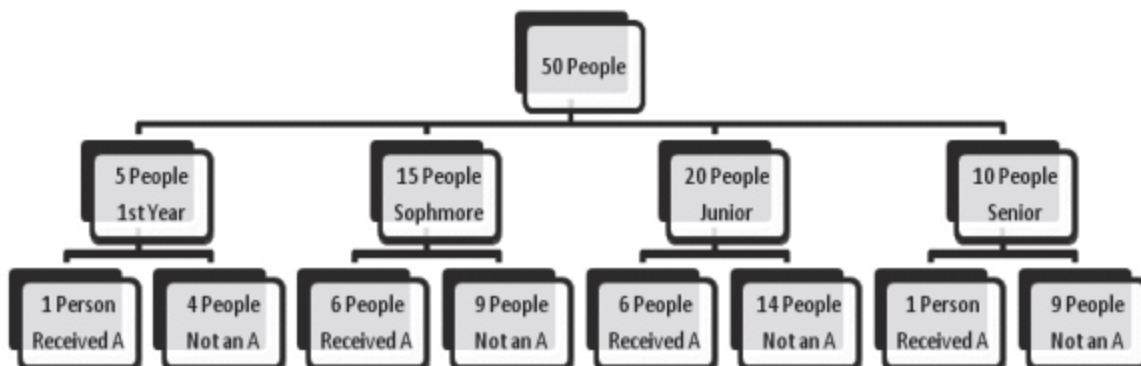 50 People
5 People
1st Year
15 People
Sophmore
20 People
Junior
10 People
Senior
1 Person
Received A
4 People
Not an A
6 People
Received A
9 People
Not an A
6 People
Received A
14 People
Not an A
1 Person
Received A
9 People
Not an A